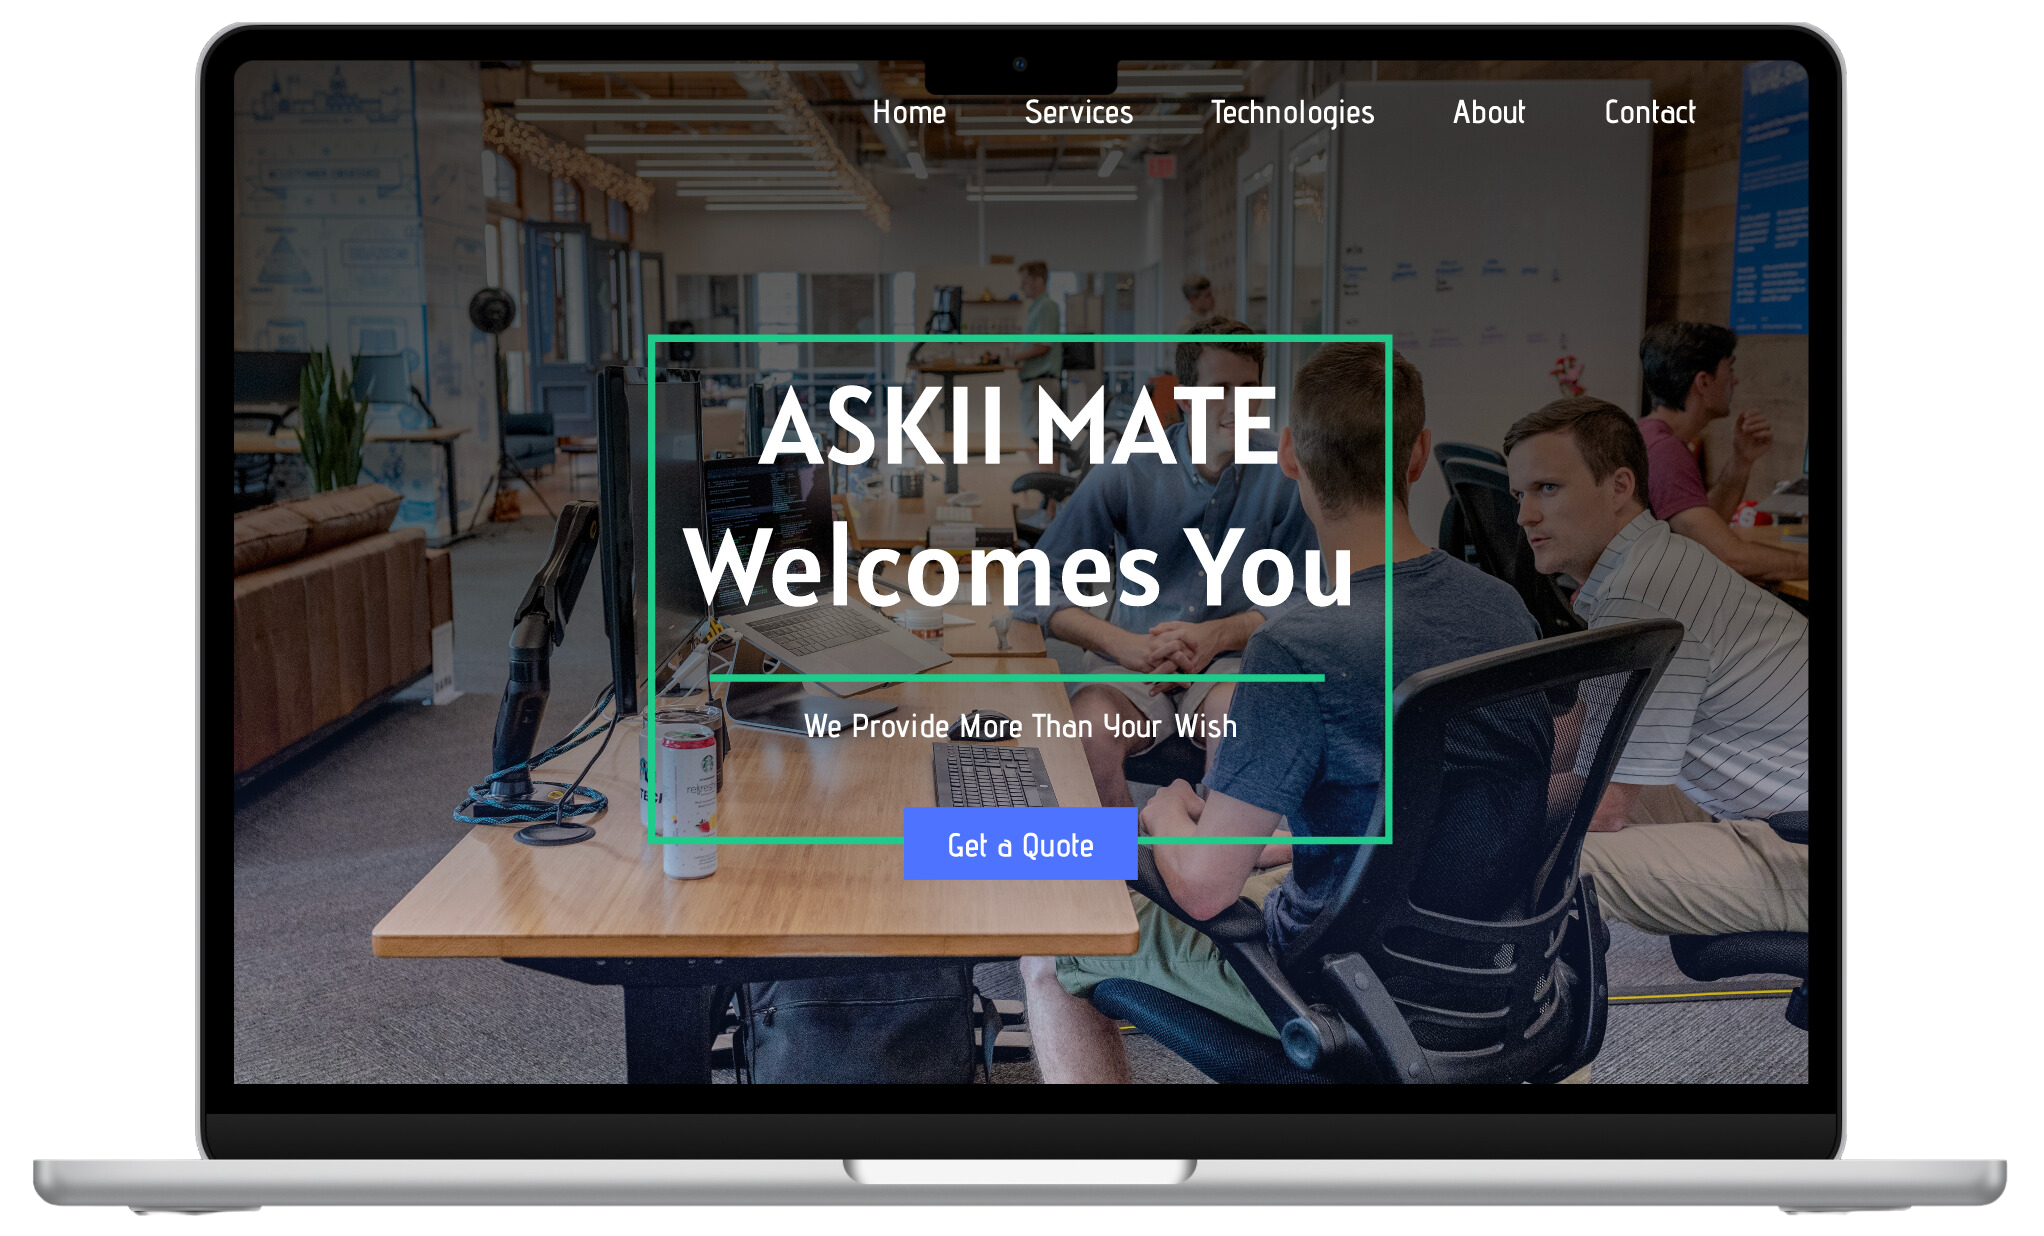 Home Services Technologies About Contact
ASKII MATE
Welcomes You
We Provide More Than Your Wish
Get a Quote